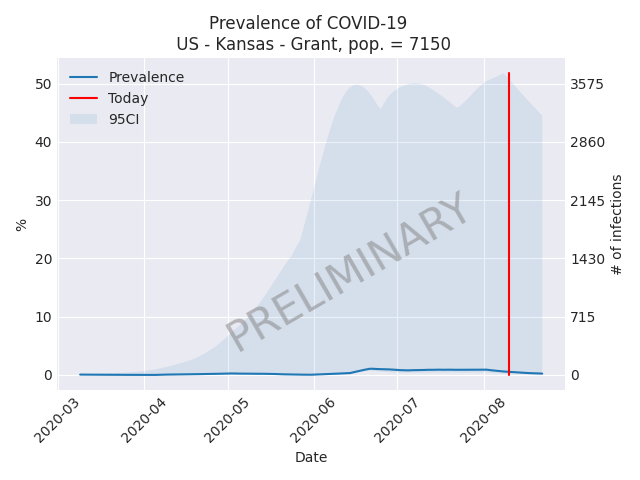 Prevalence of COVID-19
US - Kansas - Grant, pop. = 7150
Prevalence
Today
95CI
50
40
30
20
10
0
%
3575
2860
2145
1430
715
0
# of infections
PRELIMINARY
2020-03
2020-04
2020-05
2020-06
2020-07
2020-08
Date